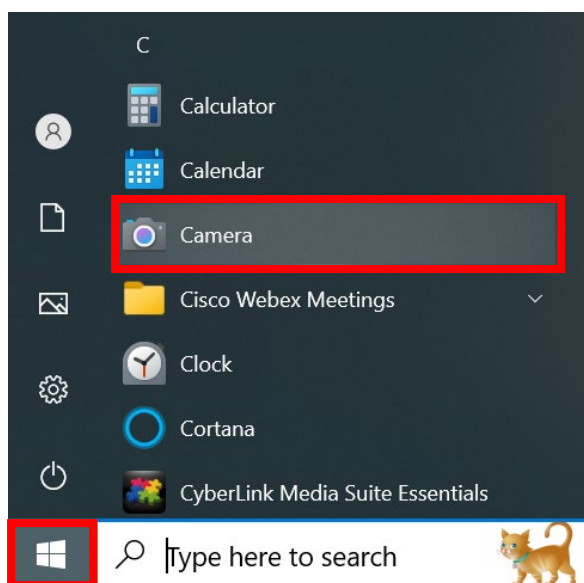 C
Calculator
Calendar
Camera
Cisco Webex Meetings
Clock
Cortana
CyberLink Media Suite Essentials
Type here to search